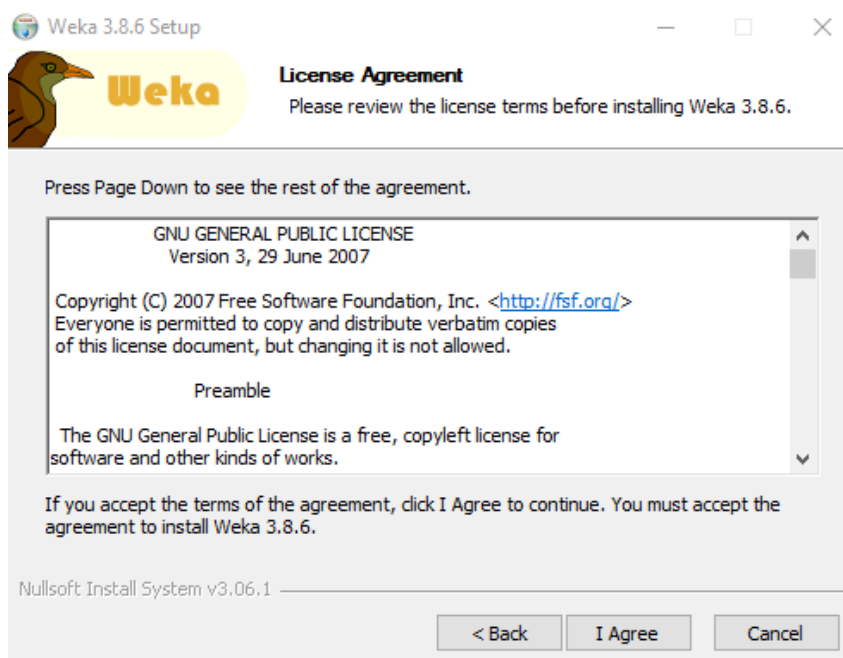 Weka 3.8.6 Setup
Weka
License Agreement
Please review the license terms before installing Weka 3.8.6.
Press Page Down to see the rest of the agreement.
GNU GENERAL PUBLIC LICENSE
Version 3, 29 June 2007
Copyright (C) 2007 Free Software Foundation, Inc. <http://fsf.org/>
Everyone is permitted to copy and distribute verbatim copies
of this license document, but changing it is not allowed.
Preamble
The GNU General Public License is a free, copyleft license for
software and other kinds of works.
If you accept the terms of the agreement, click I Agree to continue. You must accept the
agreement to install Weka 3.8.6.
Nullsoft Install System v3.06.1
< Back I Agree Cancel